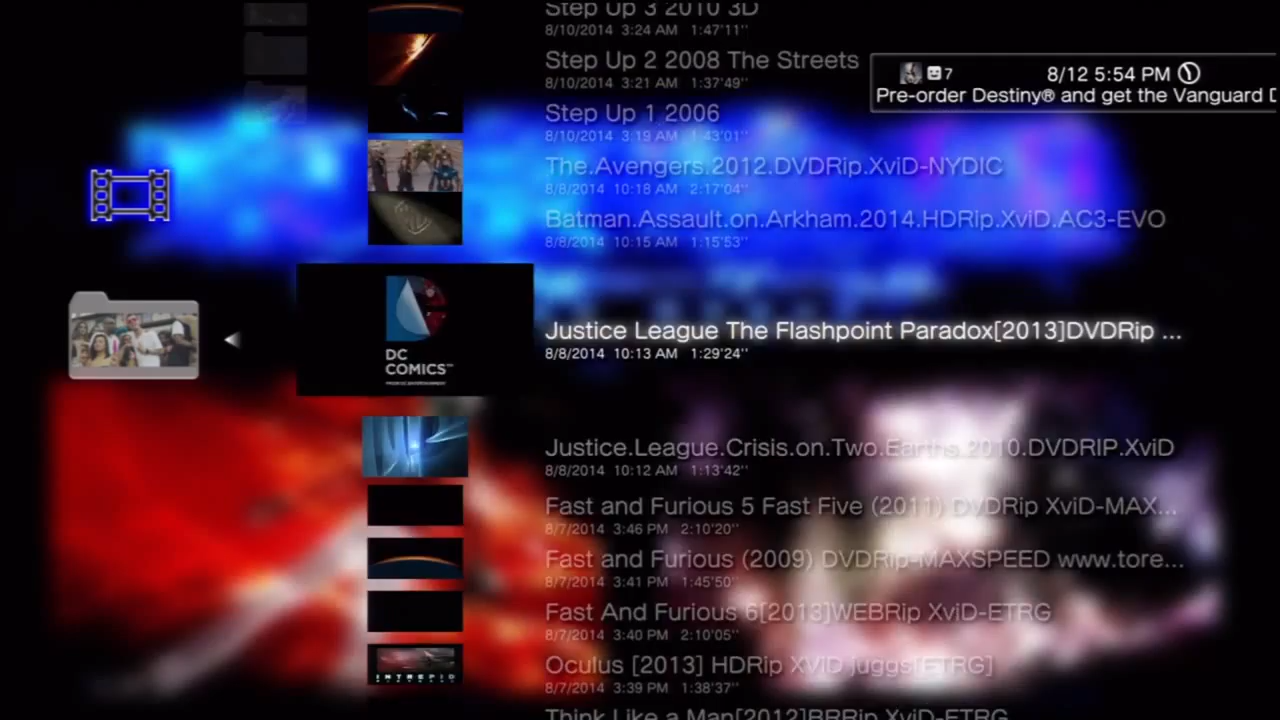 Step Up 3 2010 3D
8/10/2014 3:24 AM 1:47'11"
Step Up 2 2008 The Streets
8/10/2014 3:21 AM 1:37'49"
7
8/12 5:54 PM
Pre-order Destiny® and get the Vanguard D
Step Up 1 2006
8/10/2014 3:19 AM 1:43'01"
The.Avengers.2012.DVDRip.XviD-NYDIC
8/8/2014 10:18 AM 2:17'04"
Batman.Assault.on.Arkham.2014.HDRip.XviD.AC3-EVO
8/8/2014 10:15 AM 1:15'53"
DC
COMICS™
Justice League The Flashpoint Paradox[2013]DVDRip ...
8/8/2014 10:13 AM 1:29'24"
Justice.League.Crisis.on.Two.Earths.2010.DVDRIP.XviD
8/8/2014 10:12 AM 1:13'42"
Fast and Furious 5 Fast Five (2011) DVDRip XviD-MAX...
8/7/2014 3:46 PM 2:10'20"
Fast and Furious (2009) DVDRip-MAXSPEED www.tore...
8/7/2014 3:41 PM 1:45'50"
Fast And Furious 6[2013]WEBRip XviD-ETRG
8/7/2014 3:40 PM 2:10'05"
INTREPID
Oculus [2013] HDRip XViD juggs[ETRG]
8/7/2014 3:39 PM 1:38'37"
Think Like a Man[2012]BRRip XviD-ETRG